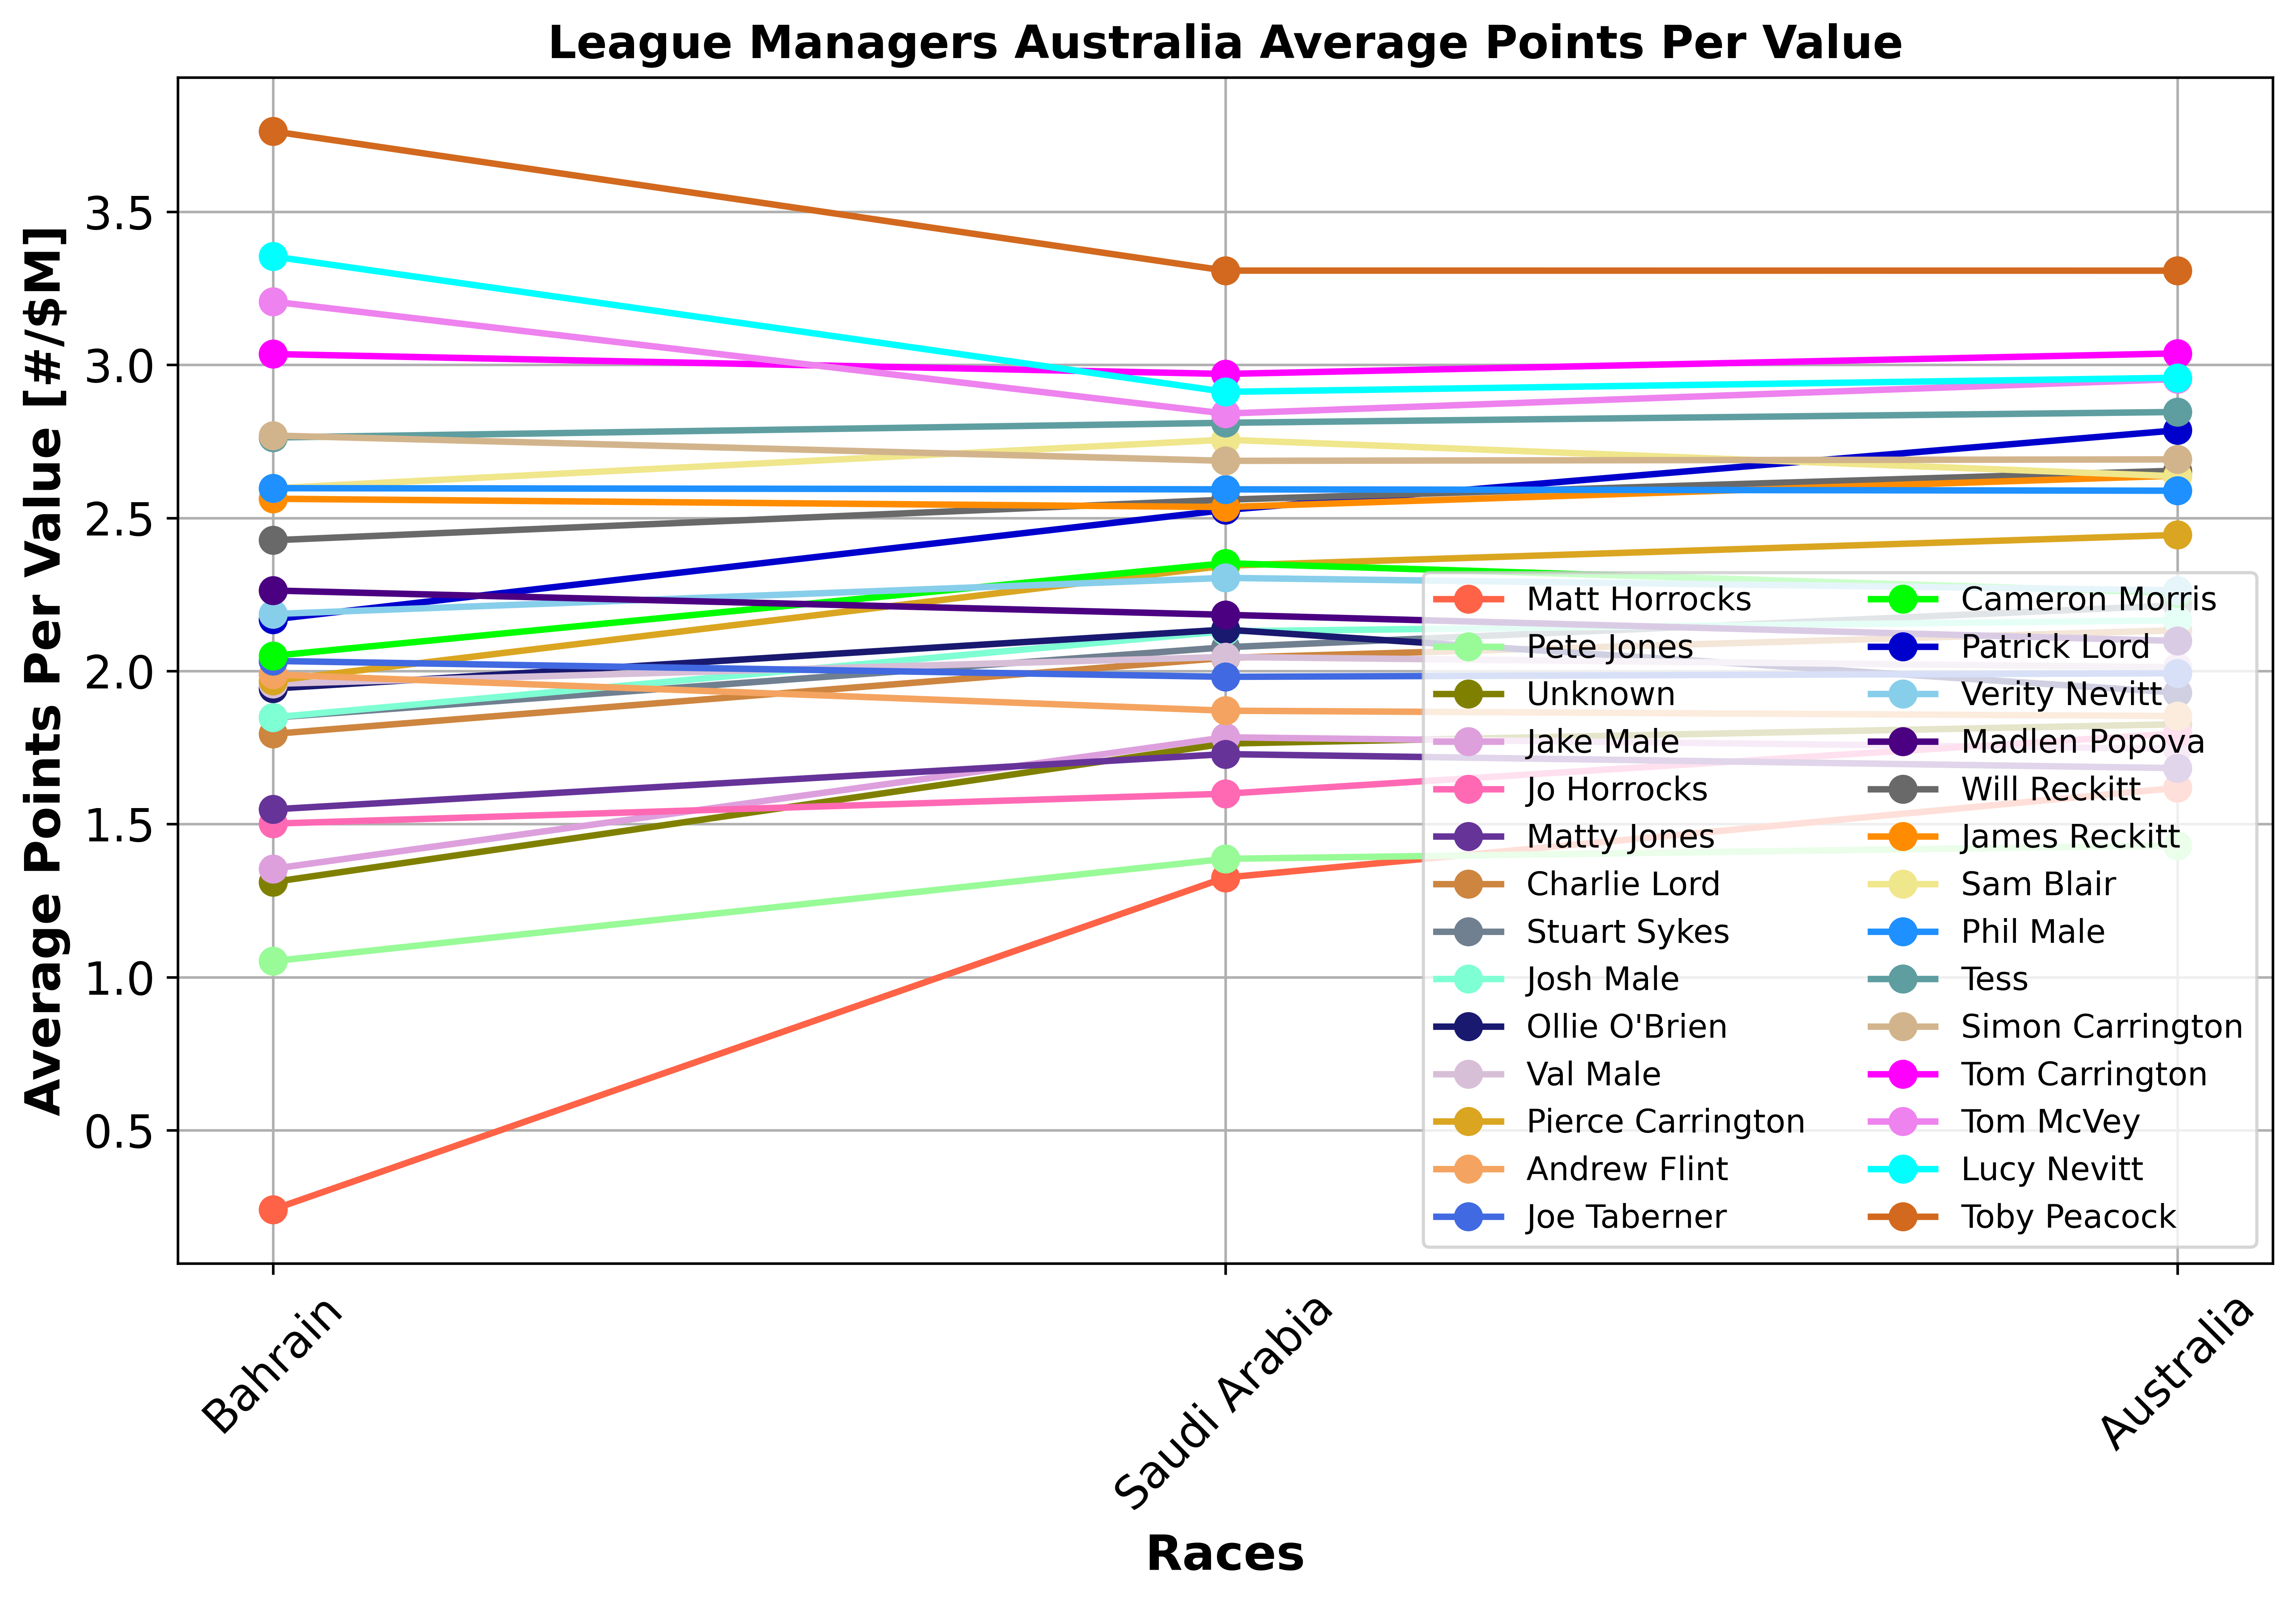 League Managers Australia Average Points Per Value
Average Points Per Value [#/$M]
3.5
3.0
2.5
2.0
1.5
1.0
0.5
Matt Horrocks
Pete Jones
Unknown
Jake Male
Jo Horrocks
Matty Jones
Charlie Lord
Stuart Sykes
Josh Male
Ollie O'Brien
Val Male
Pierce Carrington
Andrew Flint
Joe Taberner
Cameron Morris
Patrick Lord
Verity Nevitt
Madlen Popova
Will Reckitt
James Reckitt
Sam Blair
Phil Male
Tess
Simon Carrington
Tom Carrington
Tom McVey
Lucy Nevitt
Toby Peacock
Bahrain
Saudi Arabia
Australia
Races